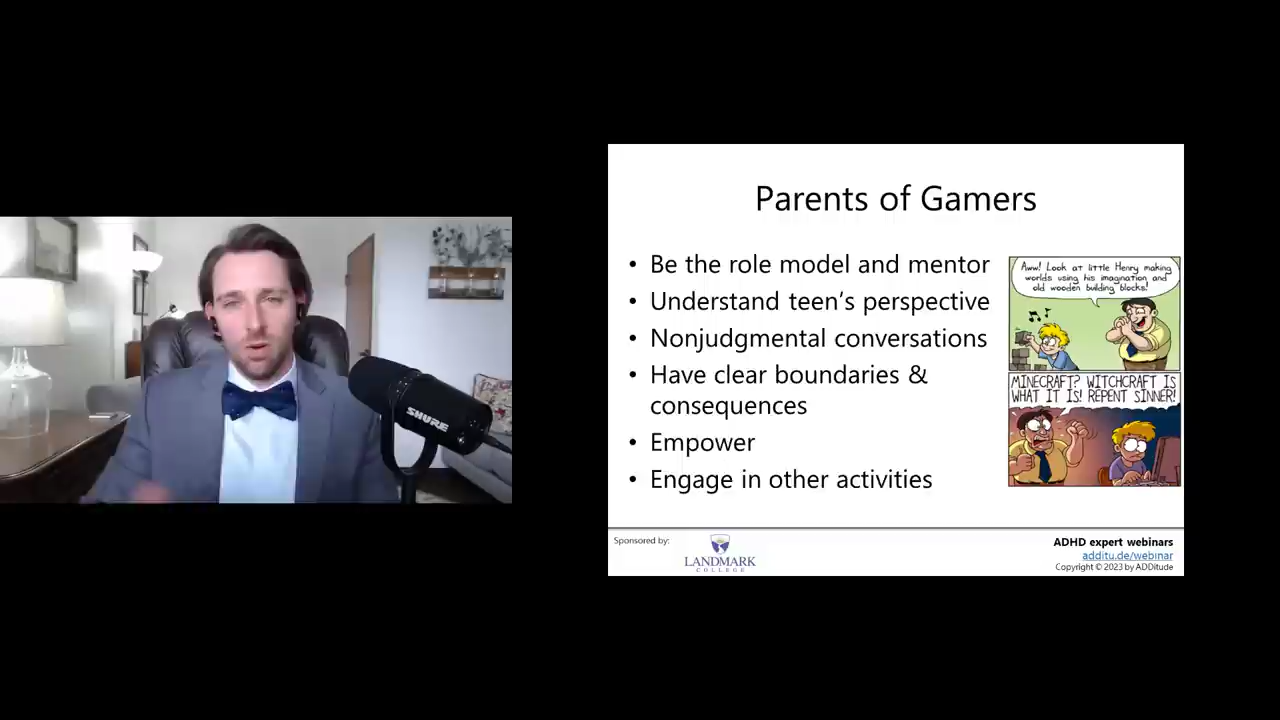 SHURE
Parents of Gamers
• Be the role model and mentor
• Understand teen's perspective
• Nonjudgmental conversations
• Have clear boundaries &
consequences
• Empower
• Engage in other activities
Aww! Look at little Henry making
worlds using his imagination and
old wooden building blocks!
MINECRAFT? WITCHCRAFT IS
WHAT IT IS! REPENT SINNER!
Sponsored by:
LANDMARK
COLLEGE
ADHD expert webinars
additu.de/webinar
Copyright © 2023 by ADDitude